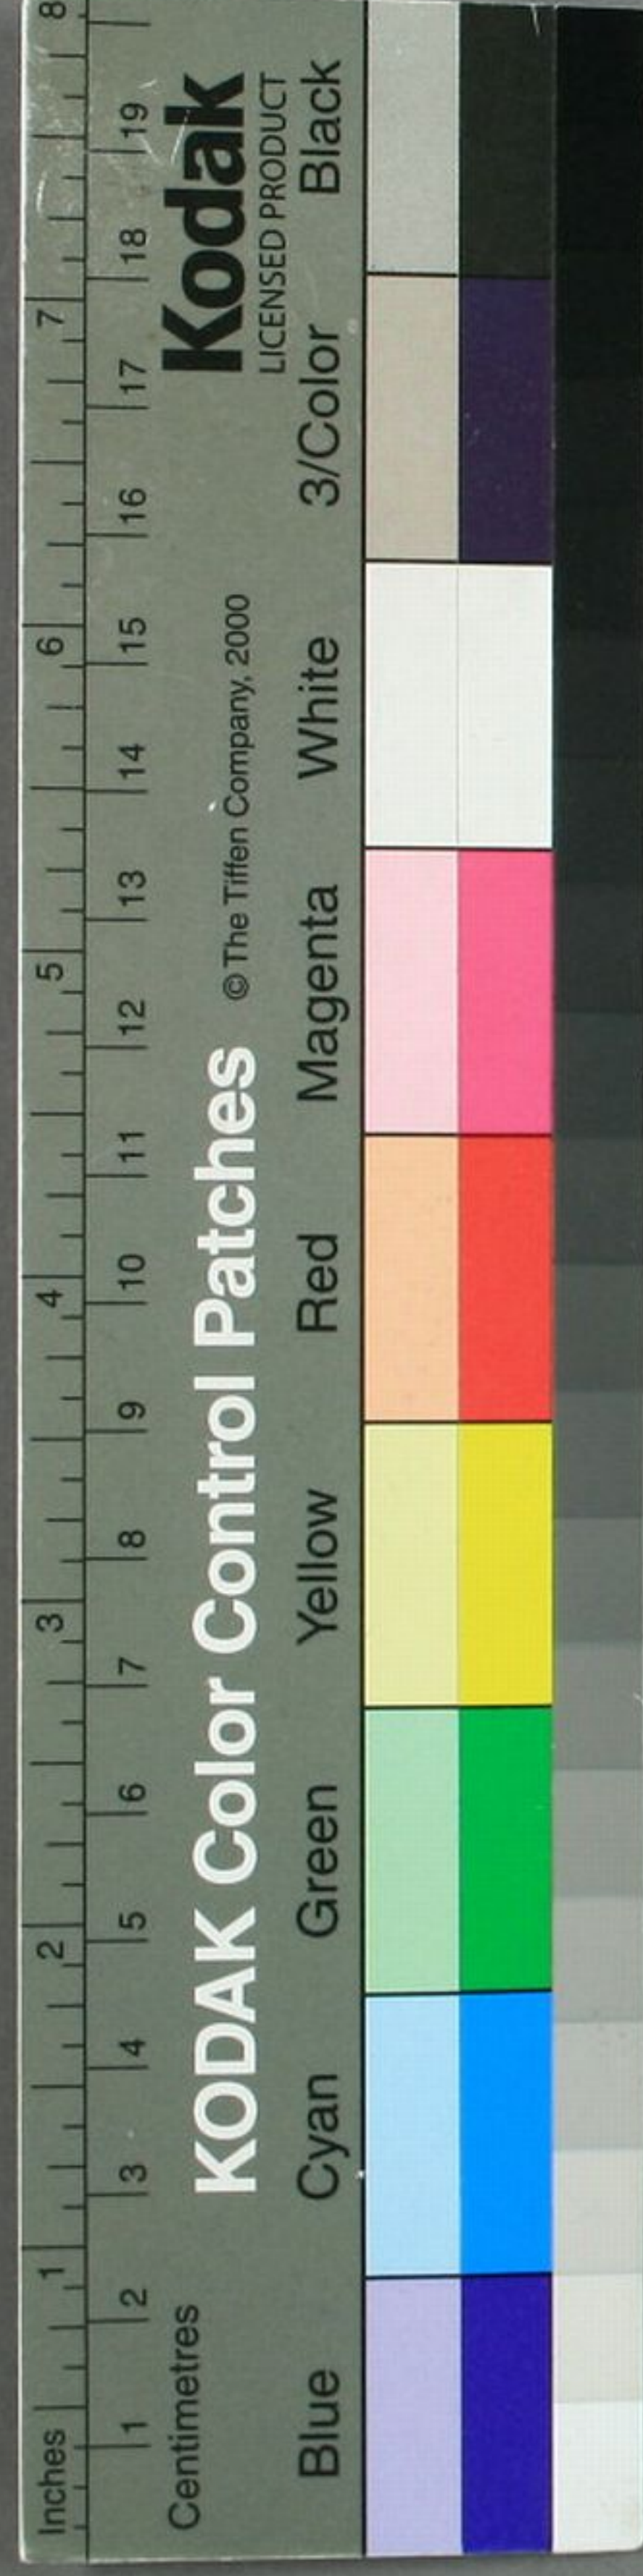 Inches 1 2 3 4 5 6 7 8
1 2 3 4 5 6 7 8 9 10 11 12 13 14 15 16 17 18 19
Centimetres
KODAK Color Control Patches © The Tiffen Company, 2000 Kodak
LICENSED PRODUCT
Blue Cyan Green Yellow Red Magenta White 3/Color Black